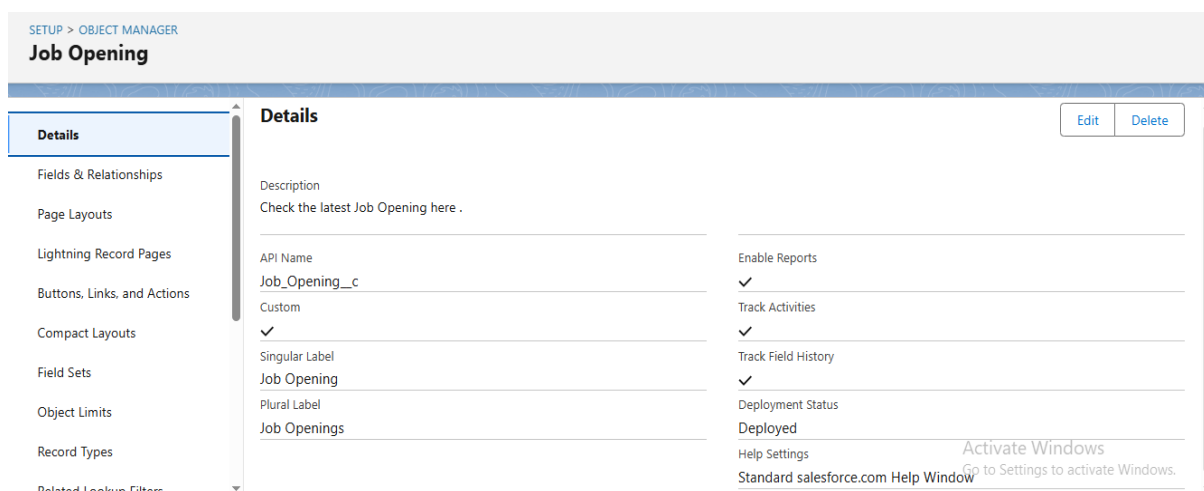 SETUP > OBJECT MANAGER
Job Opening
Details
Fields & Relationships
Page Layouts
Lightning Record Pages
Buttons, Links, and Actions
Compact Layouts
Field Sets
Object Limits
Record Types
Related Lookup Filters
Details
Edit
Delete
Description
Check the latest Job Opening here .
API Name
Job_Opening__c
Custom
Singular Label
Job Opening
Plural Label
Job Openings
Enable Reports
Track Activities
Track Field History
Deployment Status
Deployed
Help Settings
Standard salesforce.com Help Window
Activate Windows
Go to Settings to activate Windows.